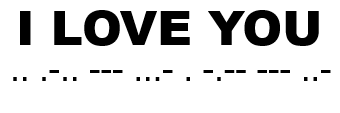 I LOVE YOU
.. .-.. --- ...- . -.-- --- ..-